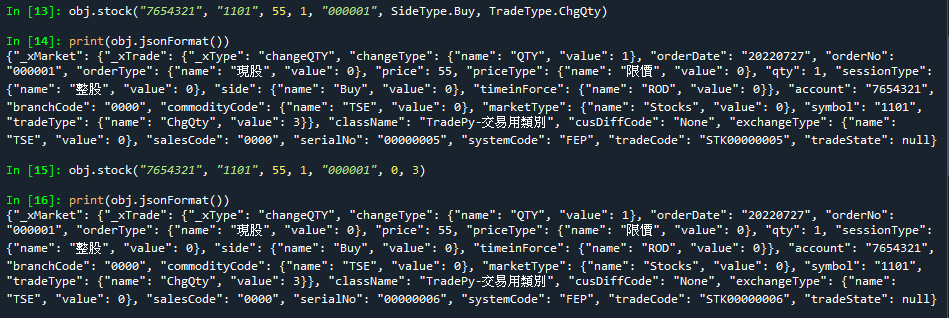 In [13]: obj.stock("7654321", "1101", 55, 1, "000001", SideType.Buy, TradeType.ChgQty)
In [14]: print(obj.jsonFormat())
{"_xMarket": {"_xTrade": {"_xType": "changeQTY", "changeType": {"name": "QTY", "value": 1}, "orderDate": "20220727", "orderNo":
"000001", "orderType": {"name": "現股", "value": 0}, "price": 55, "priceType": {"name": "限價", "value": 0}, "qty": 1, "sessionType":
{"name": "整股", "value": 0}, "side": {"name": "Buy", "value": 0}, "timeinForce": {"name": "ROD", "value": 0}}, "account": "7654321",
"branchCode": "0000", "commodityCode": {"name": "TSE", "value": 0}, "marketType": {"name": "Stocks", "value": 0}, "symbol": "1101",
"tradeType": {"name": "ChgQty", "value": 3}}, "className": "TradePy-交易用類別", "cusDiffCode": "None", "exchangeType": {"name":
"TSE", "value": 0}, "salesCode": "0000", "serialNo": "00000005", "systemCode": "FEP", "tradeCode": "STK00000005", "tradeState": null}
In [15]: obj.stock("7654321", "1101", 55, 1, "000001", 0, 3)
In [16]: print(obj.jsonFormat())
{"_xMarket": {"_xTrade": {"_xType": "changeQTY", "changeType": {"name": "QTY", "value": 1}, "orderDate": "20220727", "orderNo":
"000001", "orderType": {"name": "現股", "value": 0}, "price": 55, "priceType": {"name": "限價", "value": 0}, "qty": 1, "sessionType":
{"name": "整股", "value": 0}, "side": {"name": "Buy", "value": 0}, "timeinForce": {"name": "ROD", "value": 0}}, "account": "7654321",
"branchCode": "0000", "commodityCode": {"name": "TSE", "value": 0}, "marketType": {"name": "Stocks", "value": 0}, "symbol": "1101",
"tradeType": {"name": "ChgQty", "value": 3}}, "className": "TradePy-交易用類別", "cusDiffCode": "None", "exchangeType": {"name":
"TSE", "value": 0}, "salesCode": "0000", "serialNo": "00000006", "systemCode": "FEP", "tradeCode": "STK00000006", "tradeState": null}